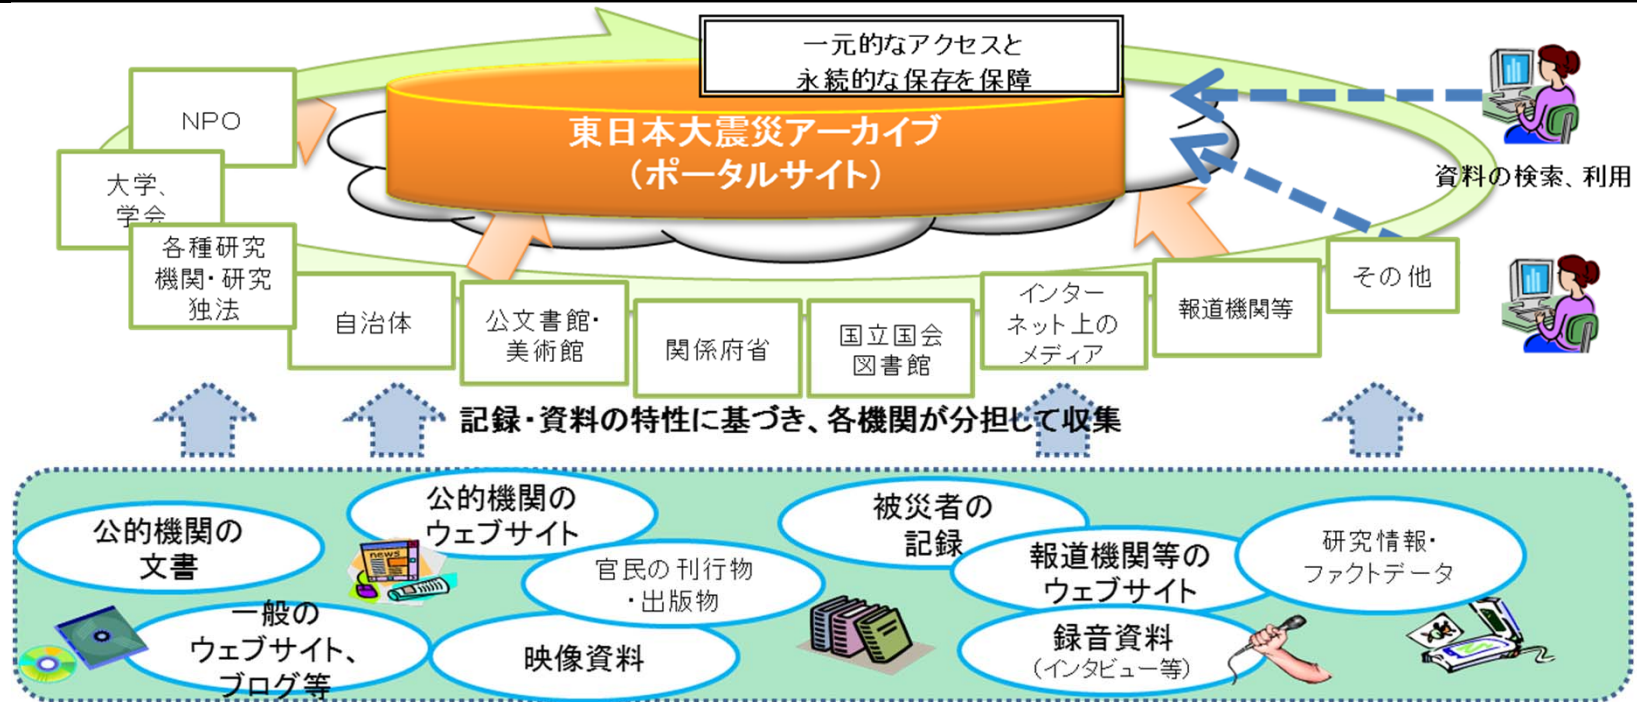 一元的なアクセスと
永続的な保存を保障
東日本大震災アーカイブ
（ポータルサイト）
資料の検索、利用
NPO
大学、
学会
各種研究
機関・研究
独法
自治体
公文書館・
美術館
関係府省
国立国会
図書館
インター
ネット上の
メディア
報道機関等
その他
記録・資料の特性に基づき、各機関が分担して収集
公的機関の
文書
公的機関の
ウェブサイト
news
官民の刊行物
・出版物
被災者の
記録
報道機関等の
ウェブサイト
研究情報・
ファクトデータ
一般の
ウェブサイト、
ブログ等
映像資料
録音資料
（インタビュー等）